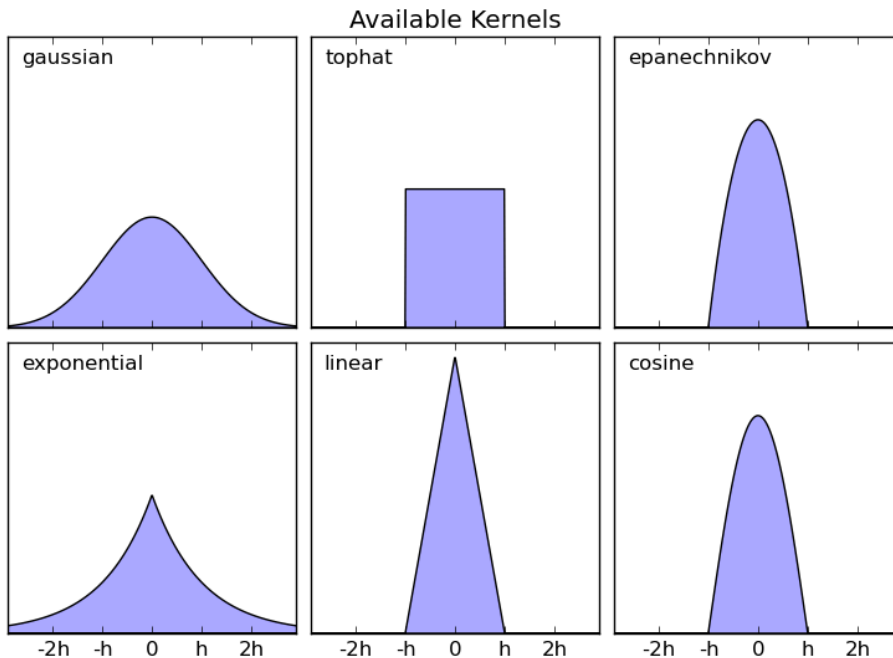 Available Kernels
gaussian
tophat
epanechnikov
exponential
linear
cosine
-2h -h 0 h 2h
-2h -h 0 h 2h
-2h -h 0 h 2h